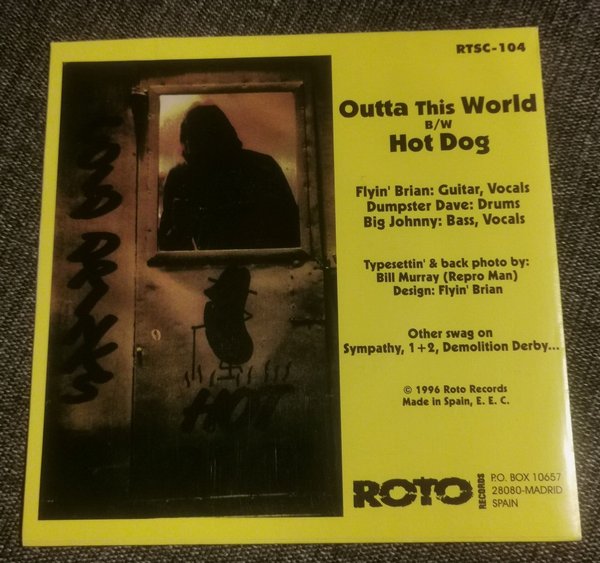 RTSC-104
Outta This World
B/W
Hot Dog
Flyin' Brian: Guitar, Vocals
Dumpster Dave: Drums
Big Johnny: Bass, Vocals
Typesettin' & back photo by:
Bill Murray (Repro Man)
Design: Flyin' Brian
Other swag on
Sympathy, 1+2, Demolition Derby...
© 1996 Roto Records
Made in Spain, E. E. C.
ROTO
RECORDS
P.O. BOX 10657
28080-MADRID
SPAIN
HOT